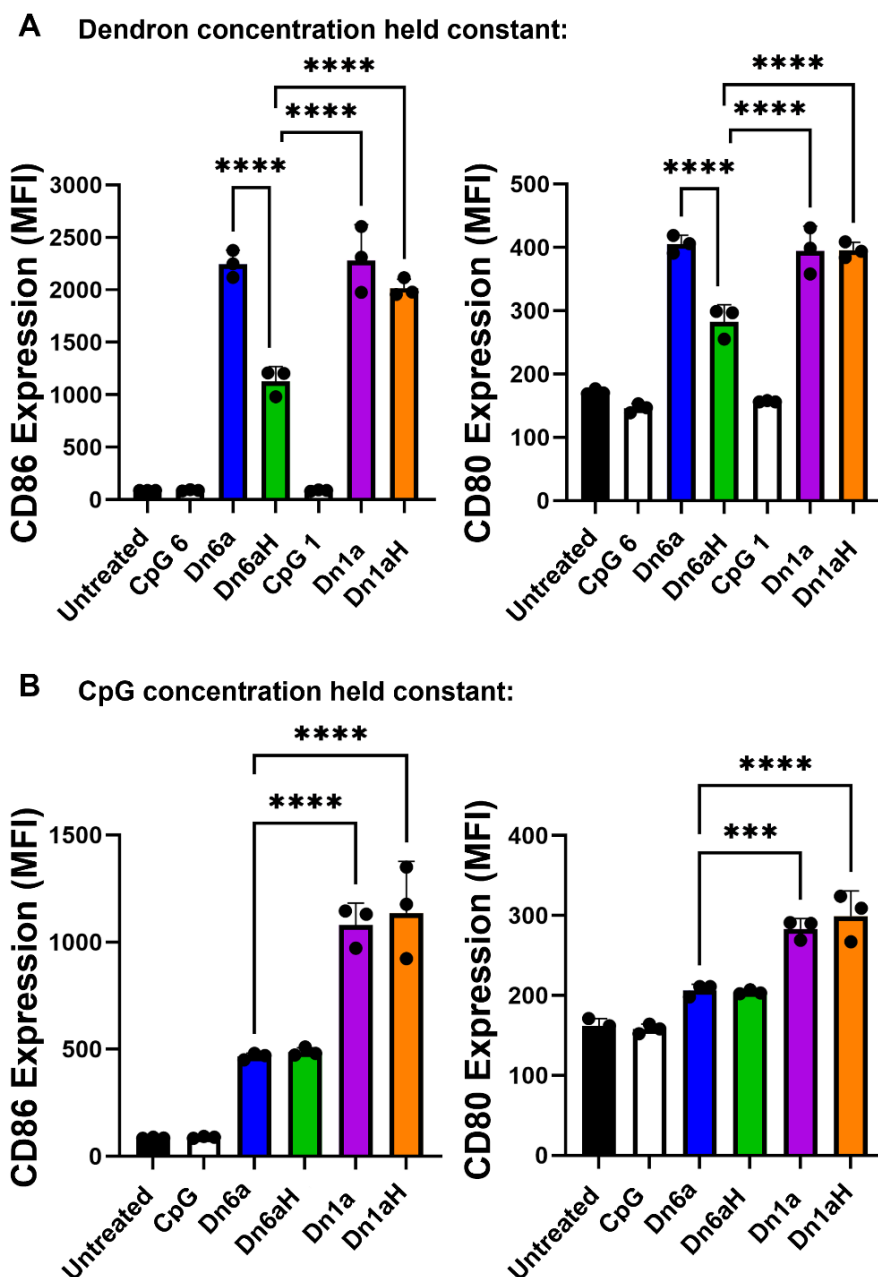 A Dendron concentration held constant:
****
****
****
CD86 Expression (MFI)
3000
2500
2000
1500
1000
500
0
Untreated
CpG 6
Dn6a
Dn6aH
CpG 1
Dn1a
Dn1aH
****
****
****
CD80 Expression (MFI)
500
400
300
200
100
0
Untreated
CpG 6
Dn6a
Dn6aH
CpG 1
Dn1a
Dn1aH
B CpG concentration held constant:
****
****
CD86 Expression (MFI)
1500
1000
500
0
Untreated
CpG
Dn6a
Dn6aH
Dn1a
Dn1aH
****
***
CD80 Expression (MFI)
400
300
200
100
0
Untreated
CpG
Dn6a
Dn6aH
Dn1a
Dn1aH